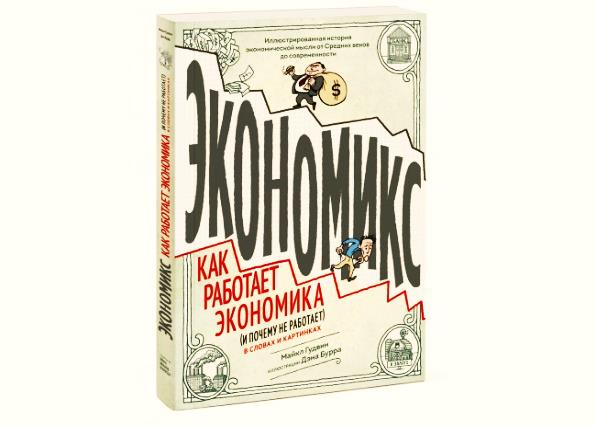 Иллюстрированная история
экономической мысли от Средних веков
до современности
БАНК
$
ЭКОНОМИКС
КАК
РАБОТАЕТ
ЭКОНОМИКА
(И ПОЧЕМУ НЕ РАБОТАЕТ)
В СЛОВАХ И КАРТИНКАХ
Майкл Гудвин
иллюстрации Дэна Бурра
ЭКОНОМИКС
КАК РАБОТАЕТ ЭКОНОМИКА
(И ПОЧЕМУ НЕ РАБОТАЕТ)
В СЛОВАХ И КАРТИНКАХ